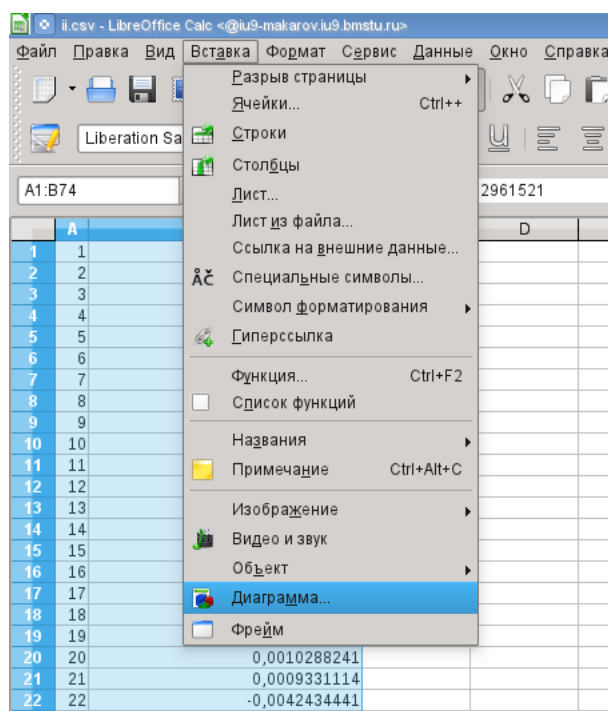 ii.csv - LibreOffice Calc <@iu9-makarov.iu9.bmstu.ru>
Файл Правка Вид Вставка Формат Сервис Данные Окно Справка
Разрыв страницы
Ячейки... Ctrl++
Liberation Sa
Строки
Столбцы
A1:B74
Лист...
2961521
Лист из файла...
A
D
Ссылка на внешние данные...
1 1
2 2
Специальные символы...
3 3
Символ форматирования
4 4
5 5
Гиперссылка
6 6
7 7
Функция... Ctrl+F2
8 8
Список функций
9 9
10 10
Названия
11 11
Примечание Ctrl+Alt+C
12 12
13 13
Изображение
14 14
Видео и звук
15 15
16 16
Объект
17 17
Диаграмма...
18 18
19 19
Фрейм
20 20 0,0010288241
21 21 0,0009331114
22 22 -0,0042434441